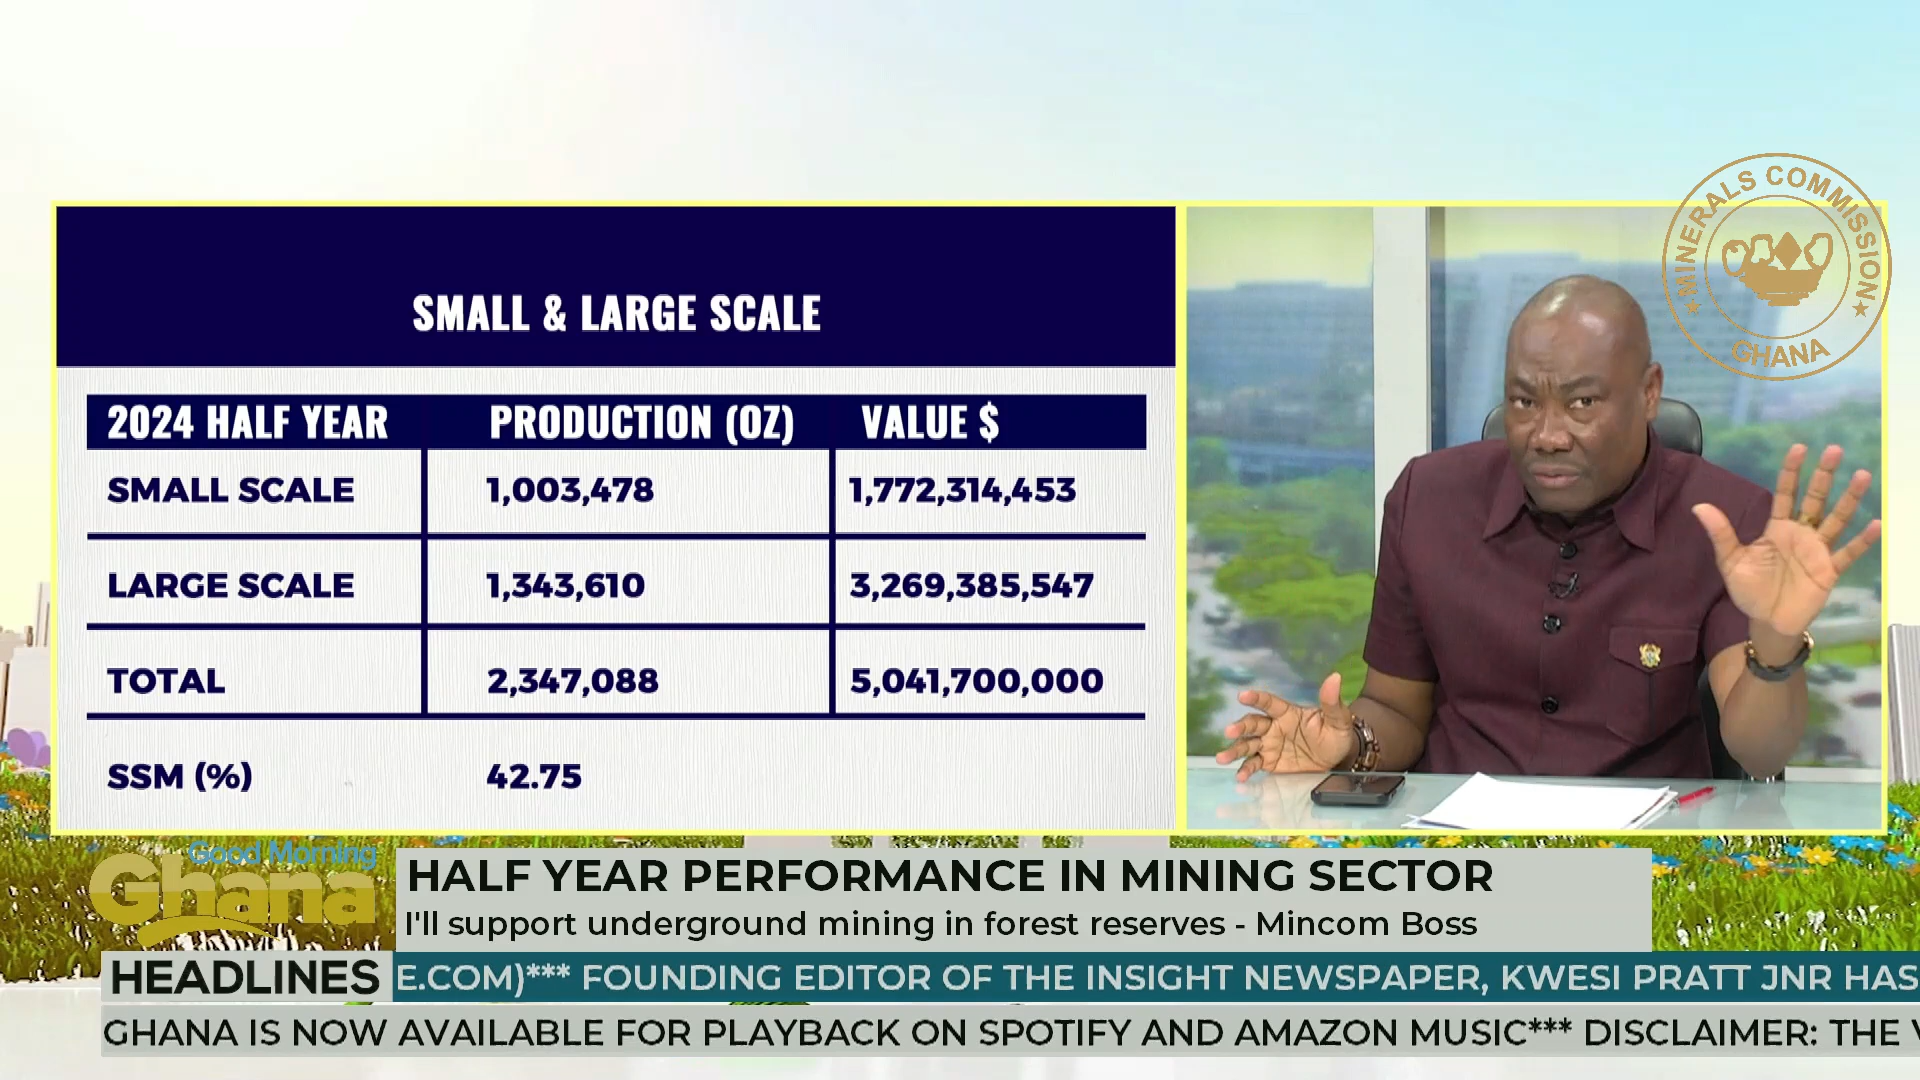 SMALL & LARGE SCALE
2024 HALF YEAR PRODUCTION (OZ) VALUE $
SMALL SCALE 1,003,478 1,772,314,453
LARGE SCALE 1,343,610 3,269,385,547
TOTAL 2,347,088 5,041,700,000
SSM (%) 42.75
MINERALS COMMISSION
GHANA
Good Morning
Ghana
HALF YEAR PERFORMANCE IN MINING SECTOR
I'll support underground mining in forest reserves - Mincom Boss
HEADLINES E.COM)*** FOUNDING EDITOR OF THE INSIGHT NEWSPAPER, KWESI PRATT JNR HAS
GHANA IS NOW AVAILABLE FOR PLAYBACK ON SPOTIFY AND AMAZON MUSIC*** DISCLAIMER: THE